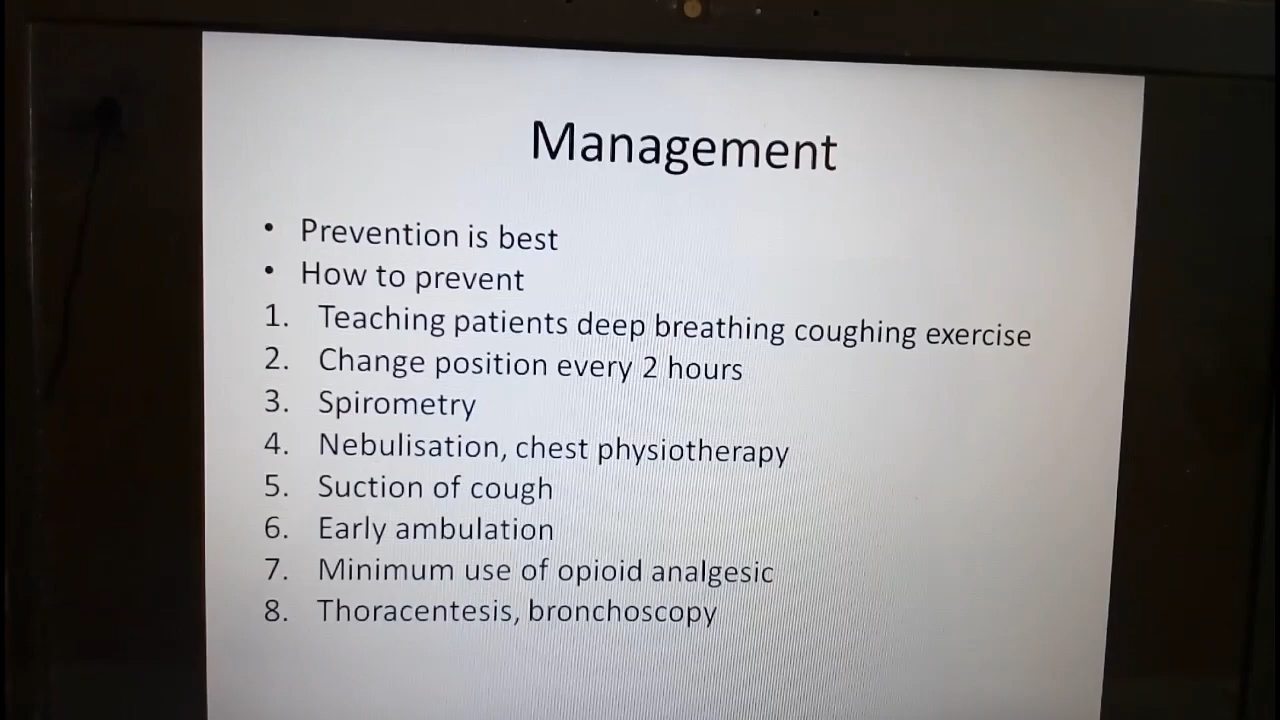 Management
• Prevention is best
• How to prevent
1. Teaching patients deep breathing coughing exercise
2. Change position every 2 hours
3. Spirometry
4. Nebulisation, chest physiotherapy
5. Suction of cough
6. Early ambulation
7. Minimum use of opioid analgesic
8. Thoracentesis, bronchoscopy